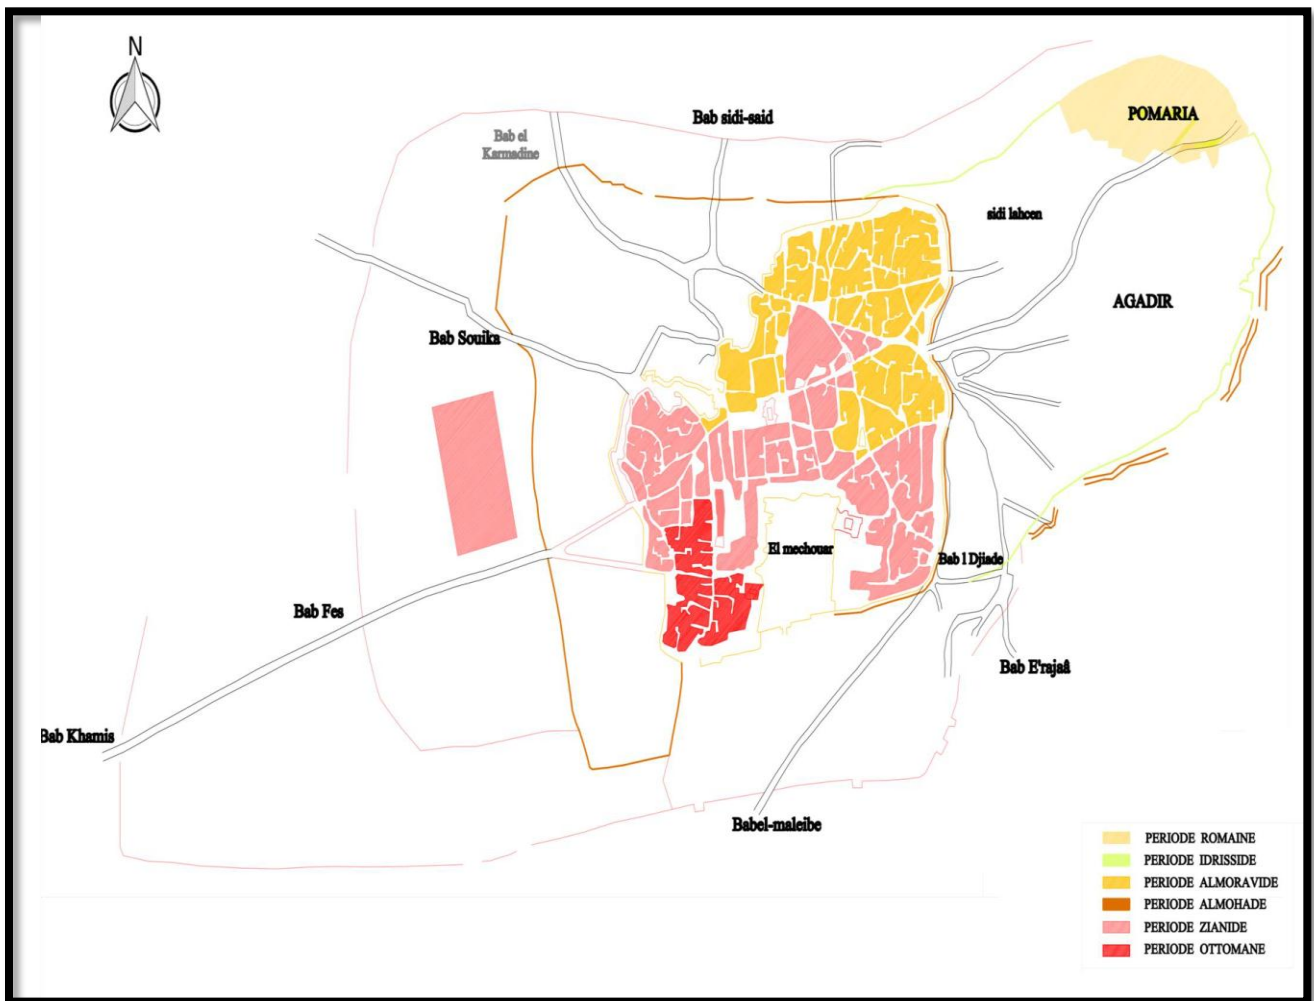 N
Bab sidi-said
POMARIA
Bab el
Karmadine
sidi lahcen
AGADIR
Bab Souika
El mechouar
Bab l Djiade
Bab Fes
Bab E'rajaâ
Bab Khamis
Babel-maleibe
PERIODE ROMAINE
PERIODE IDRISSIDE
PERIODE ALMORAVIDE
PERIODE ALMOHADE
PERIODE ZIANIDE
PERIODE OTTOMANE